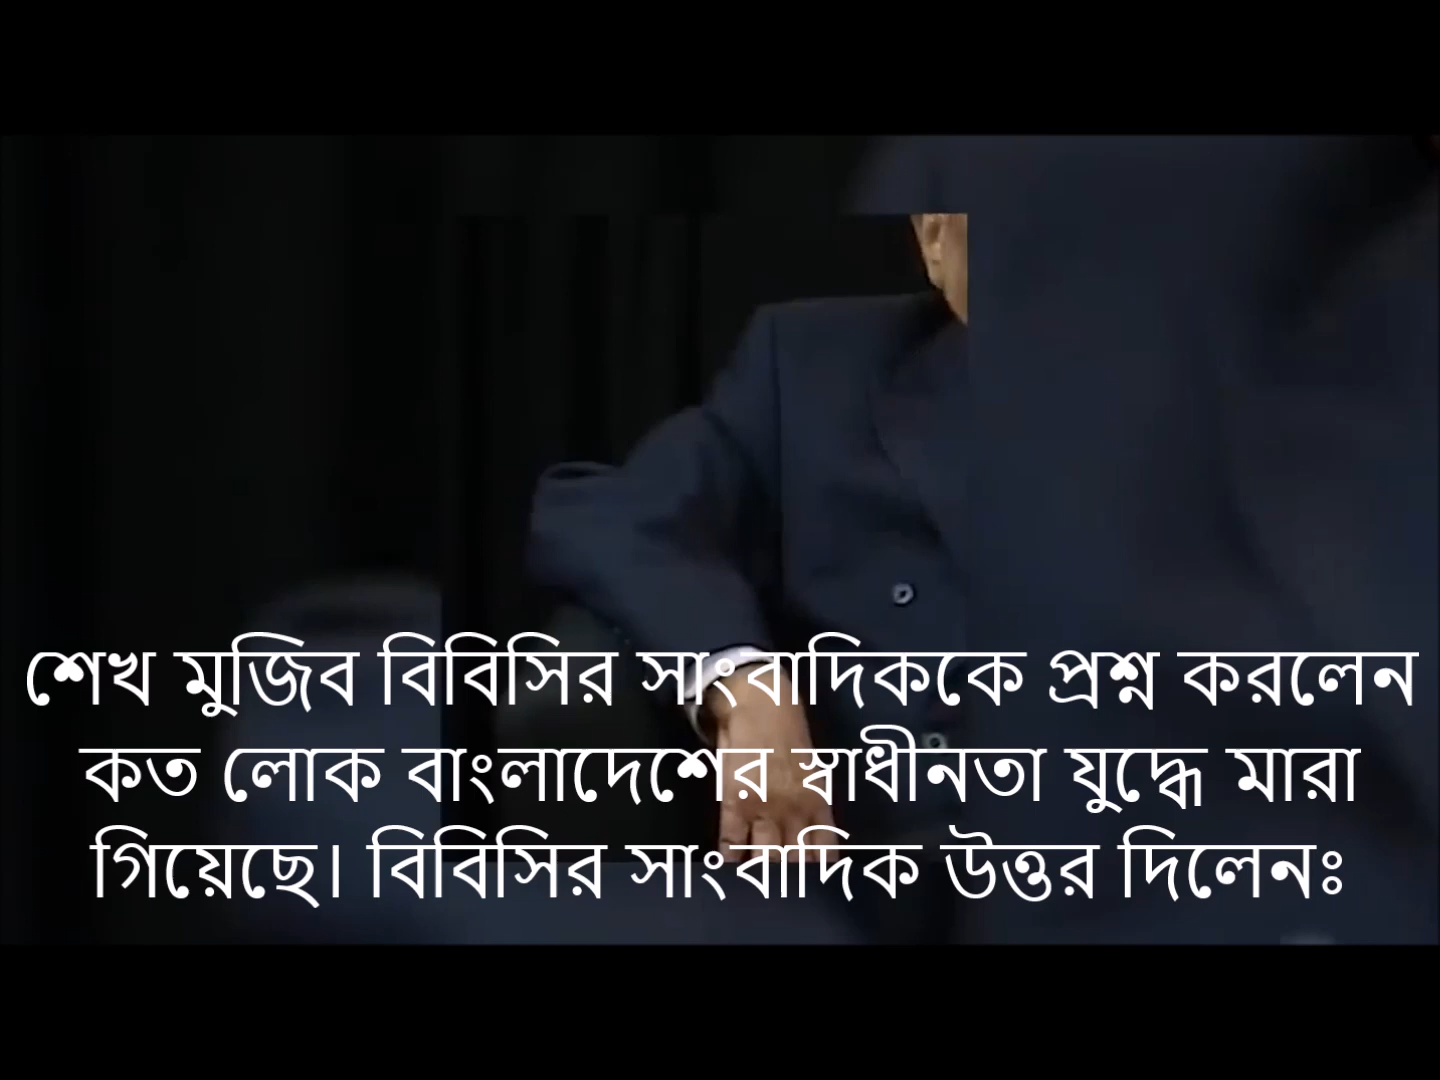 শেখ মুজিব বিবিসির সাংবাদিককে প্রশ্ন করলেন
কত লোক বাংলাদেশের স্বাধীনতা যুদ্ধে মারা
গিয়েছে। বিবিসির সাংবাদিক উত্তর দিলেনঃ